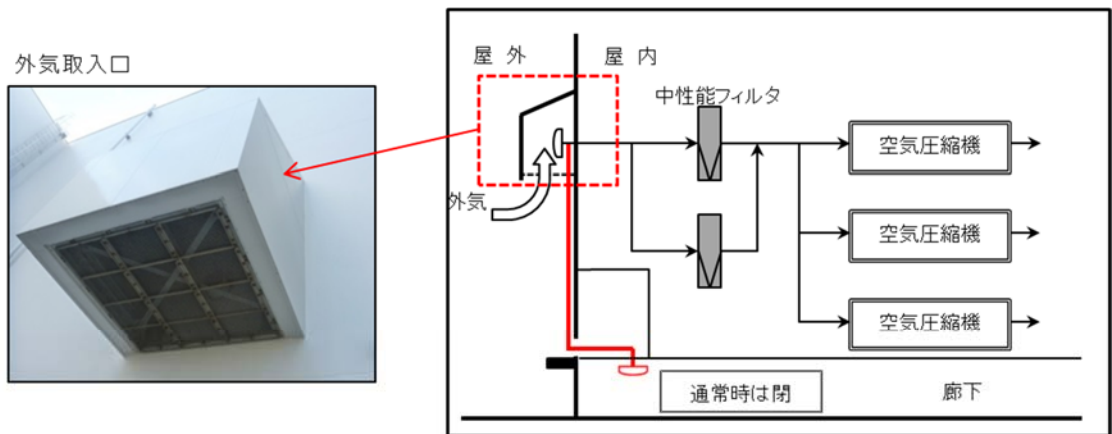 外気取入口
屋 外
屋 内
中性能フィルタ
空気圧縮機
外気
空気圧縮機
空気圧縮機
通常時は閉
廊下